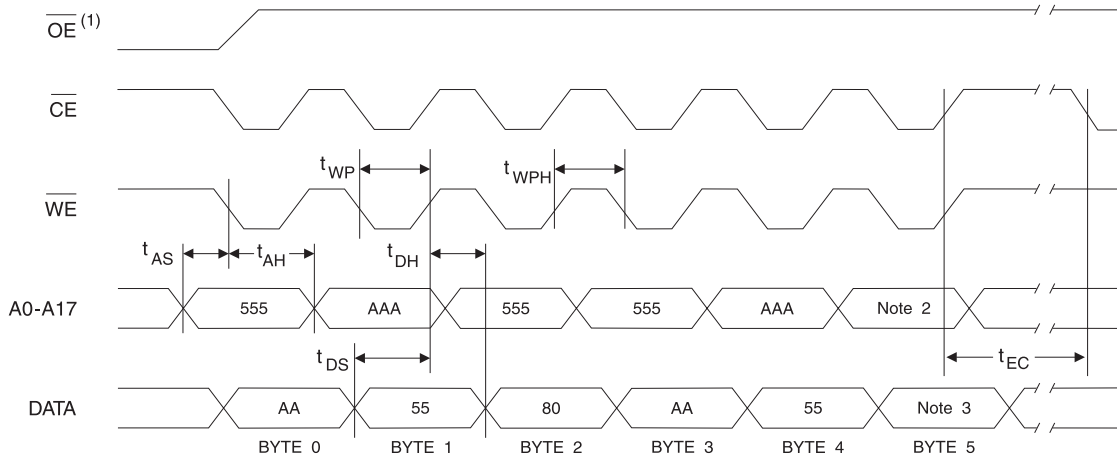 OE (1)
CE
t WP
t WPH
WE
t AS
t AH
t DH
A0-A17
555
AAA
555
555
AAA
Note 2
t DS
t EC
DATA
AA
55
80
AA
55
Note 3
BYTE 0
BYTE 1
BYTE 2
BYTE 3
BYTE 4
BYTE 5